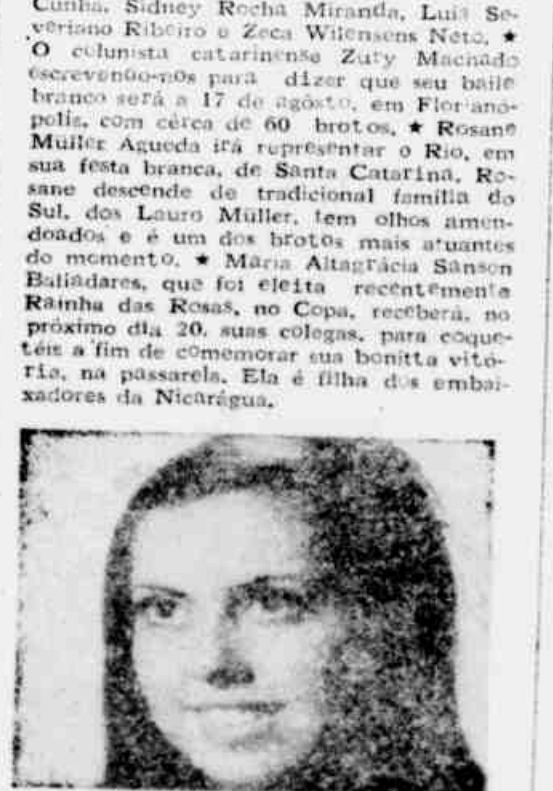 Cunha, Sidney Rocha Miranda, Luis Se-
veriano Ribeiro e Zeca Wilensens Neto. ★
O colunista catarinense Zury Machado
escrevendo-nos para dizer que seu baile
branco será a 17 de agôsto, em Florianó-
polis, com cêrca de 60 brotos. ★ Rosane
Müller Agueda irá representar o Rio, em
sua festa branca, de Santa Catarina. Ro-
sane descende de tradicional família do
Sul, dos Lauro Müller, tem olhos amen-
doados e é um dos brotos mais atuantes
do momento. ★ Maria Altagrácia Sanson
Balladares, que foi eleita recentemente
Rainha das Rosas, no Copa, receberá, no
próximo dia 20, suas colegas, para coque-
téis a fim de comemorar sua bonitta vitó-
ria, na passarela. Ela é filha dos embai-
xadores da Nicarágua.